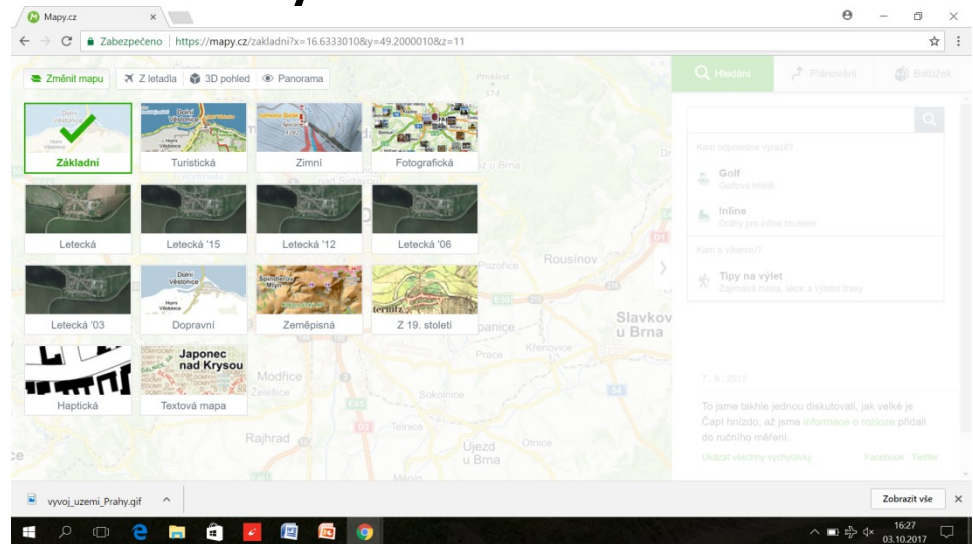 Mapy.cz
Zabezpečeno https://mapy.cz/zakladni?x=16.6333010&y=49.2000010&z=11
Změnit mapu Z letadla 3D pohled Panorama
Hledání Plánování Batůžek
Základní Turistická Zimní Fotografická
Letecká Letecká '15 Letecká '12 Letecká '06
Letecká '03 Dopravní Zeměpisná Z 19. století
Japonec
nad Krysou
Haptická Textová mapa
Kam odpoledne vyrazit?
Golf
Golfová hřiště
Inline
Dráhy pro inline bruslení
Kam o víkendu?
Tipy na výlet
Zajímavá místa, akce a výletní trasy
7. 9. 2017
To jsme takhle jednou diskutovali, jak velké je
Čapí hnízdo, až jsme informace o rozloze přidali
do ručního měření.
Ukázat všechny vychytávky Facebook Twitter
Rousínov
Pozořice
Slavkov
u Brna
Křenovice
Prace
Modřice
Sokolnice
Telnice
Rajhrad
Újezd
u Brna
Otnice
vyvoj_uzemi_Prahy.gif
Zobrazit vše
16:27
03.10.2017